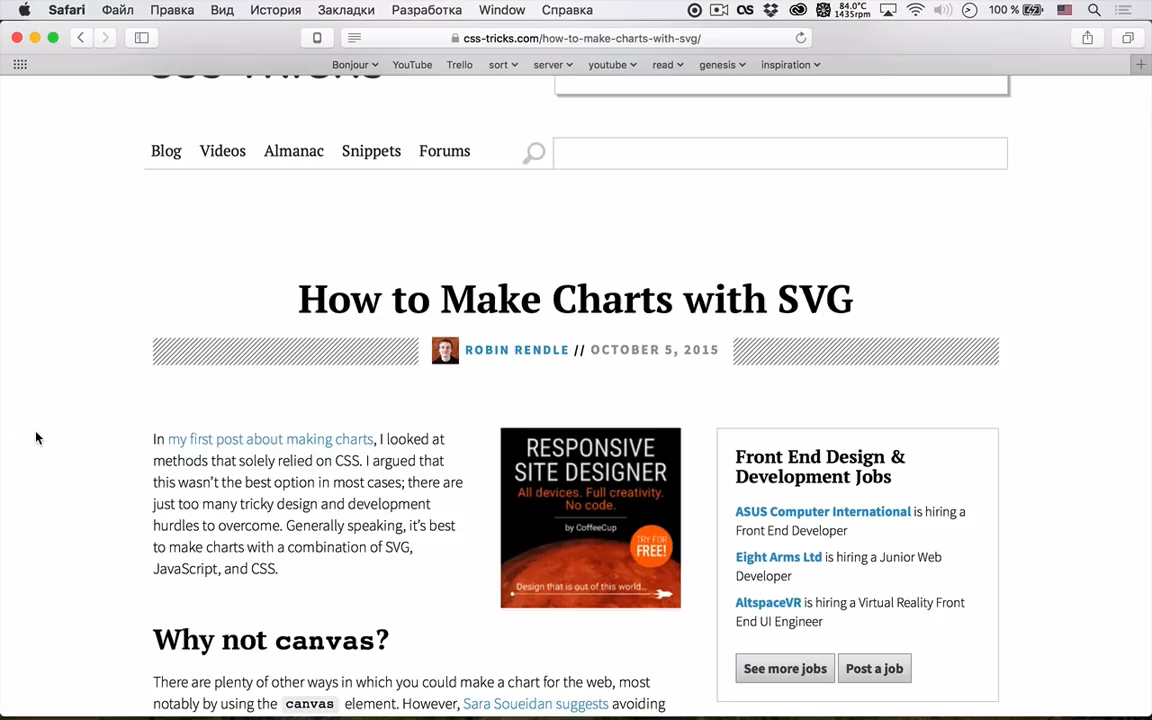 Safari Файл Правка Вид История Закладки Разработка Window Справка 84.0°C 1435rpm 100 %
css-tricks.com/how-to-make-charts-with-svg/
Bonjour YouTube Trello sort server youtube read genesis inspiration
Blog Videos Almanac Snippets Forums
How to Make Charts with SVG
ROBIN RENDLE // OCTOBER 5, 2015
In my first post about making charts, I looked at
methods that solely relied on CSS. I argued that
this wasn't the best option in most cases; there are
just too many tricky design and development
hurdles to overcome. Generally speaking, it's best
to make charts with a combination of SVG,
JavaScript, and CSS.
RESPONSIVE
SITE DESIGNER
All devices. Full creativity.
No code.
by CoffeeCup
TRY FOR
FREE!
Design that is out of this world...
Front End Design &
Development Jobs
ASUS Computer International is hiring a
Front End Developer
Eight Arms Ltd is hiring a Junior Web
Developer
AltspaceVR is hiring a Virtual Reality Front
End UI Engineer
See more jobs Post a job
Why not canvas?
There are plenty of other ways in which you could make a chart for the web, most
notably by using the canvas element. However, Sara Soueidan suggests avoiding